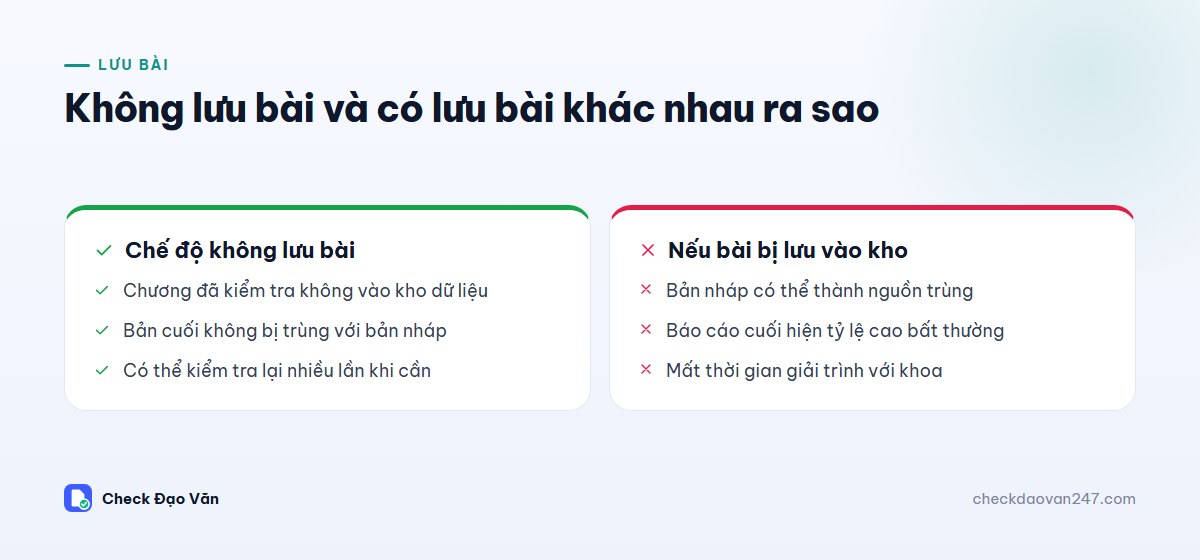 LƯU BÀI
Không lưu bài và có lưu bài khác nhau ra sao
Chế độ không lưu bài
Chương đã kiểm tra không vào kho dữ liệu
Bản cuối không bị trùng với bản nháp
Có thể kiểm tra lại nhiều lần khi cần
Nếu bài bị lưu vào kho
Bản nháp có thể thành nguồn trùng
Báo cáo cuối hiện tỷ lệ cao bất thường
Mất thời gian giải trình với khoa
Check Đạo Văn
checkdaovan247.com